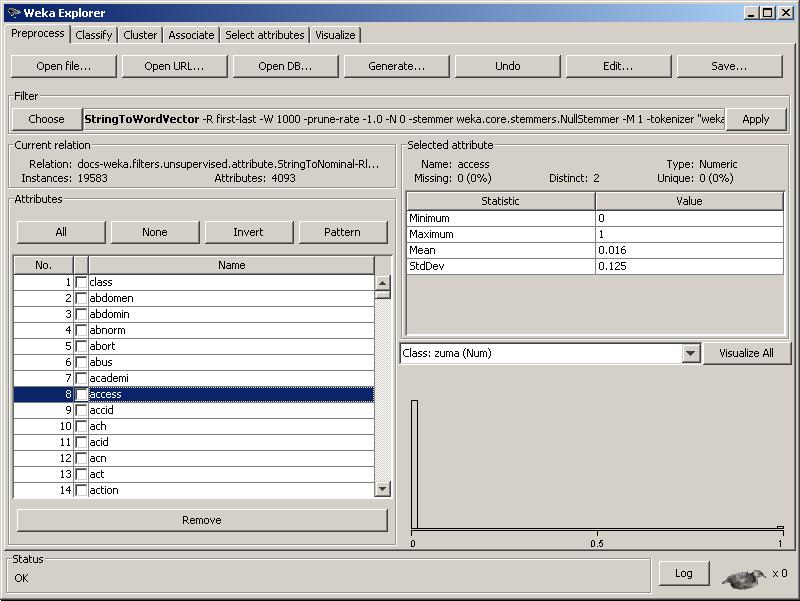 Weka Explorer
Preprocess Classify Cluster Associate Select attributes Visualize
Open file... Open URL... Open DB... Generate... Undo Edit... Save...
Filter
Choose StringToWordVector -R first-last -W 1000 -prune-rate -1.0 -N 0 -stemmer weka.core.stemmers.NullStemmer -M 1 -tokenizer "weka Apply
Current relation
Relation: docs-weka.filters.unsupervised.attribute.StringToNominal-Rl...
Instances: 19583 Attributes: 4093
Attributes
All None Invert Pattern
No. Name
1 class
2 abdomen
3 abdomin
4 abnorm
5 abort
6 abus
7 academi
8 access
9 accid
10 ach
11 acid
12 acn
13 act
14 action
Remove
Selected attribute
Name: access Type: Numeric
Missing: 0 (0%) Distinct: 2 Unique: 0 (0%)
Statistic Value
Minimum 0
Maximum 1
Mean 0.016
StdDev 0.125
Class: zuma (Num) Visualize All
0 0.5 1
Status
OK
Log x 0